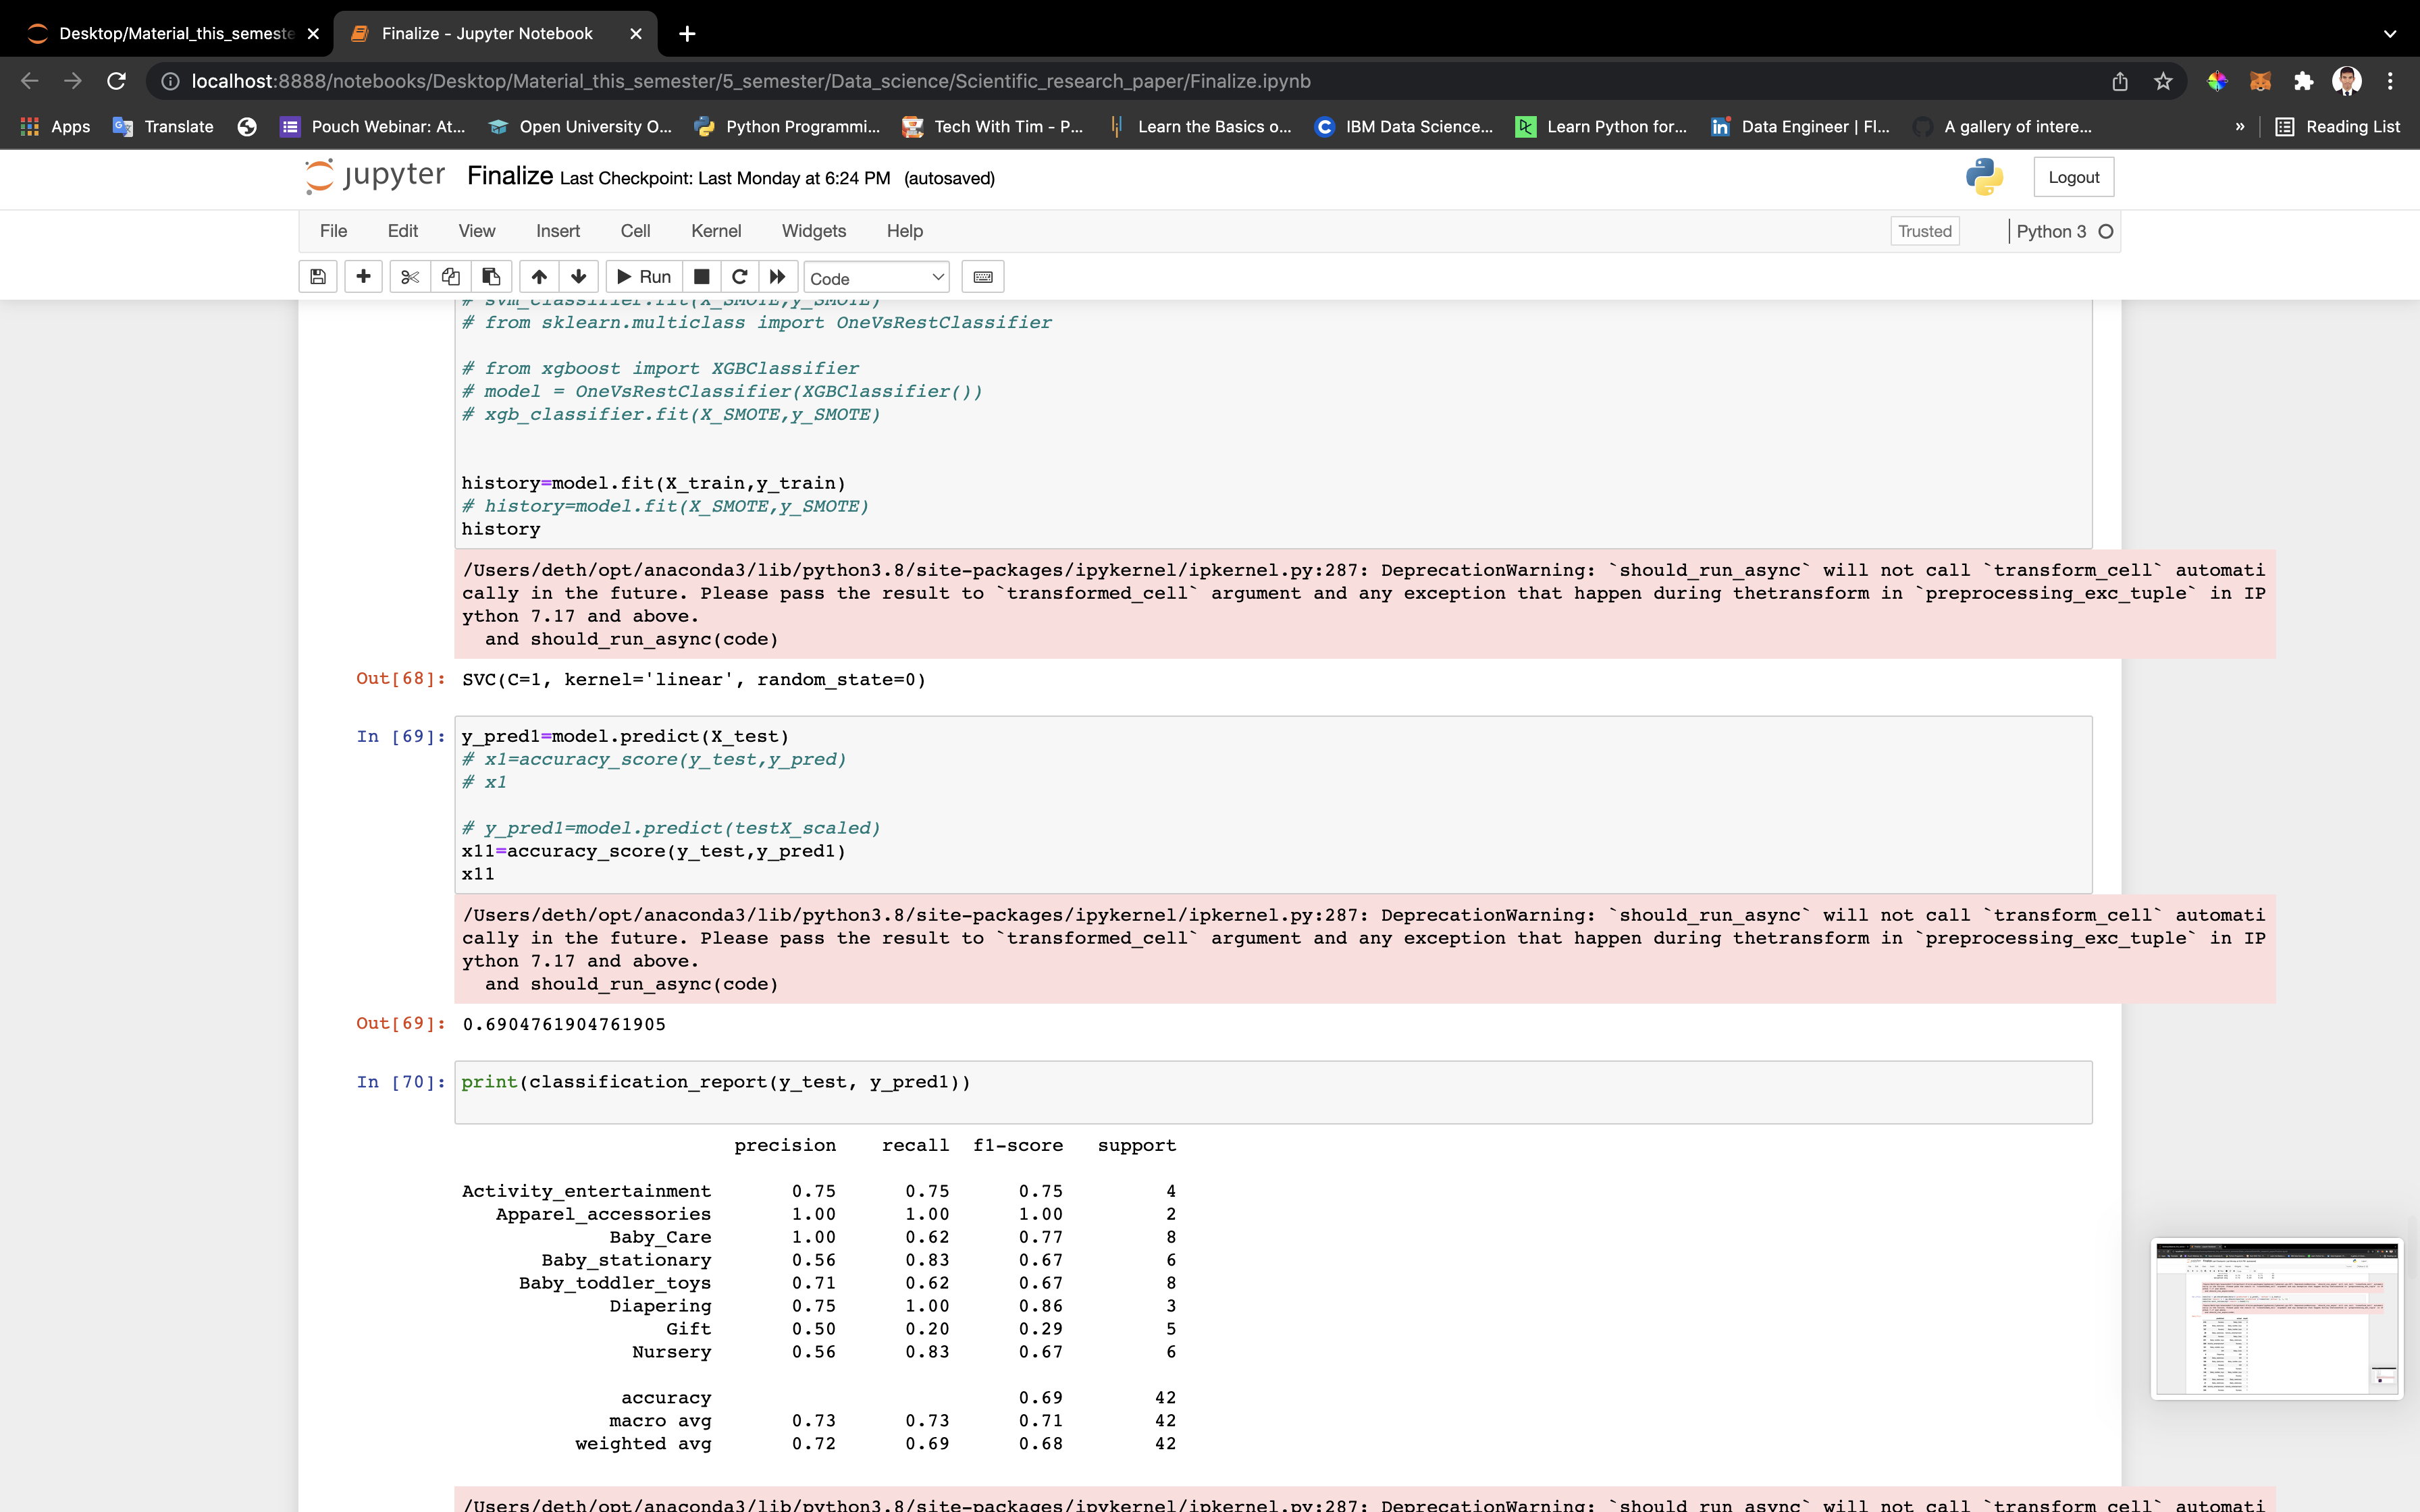 Desktop/Material_this_semeste
Finalize - Jupyter Notebook
localhost:8888/notebooks/Desktop/Material_this_semester/5_semester/Data_science/Scientific_research_paper/Finalize.ipynb
Apps Translate Pouch Webinar: At... Open University O... Python Programmi... Tech With Tim - P... Learn the Basics o... IBM Data Science... Learn Python for... Data Engineer | Fl... A gallery of intere... » Reading List
jupyter Finalize Last Checkpoint: Last Monday at 6:24 PM (autosaved) Logout
File Edit View Insert Cell Kernel Widgets Help Trusted Python 3
Run Code
# svm_classifier.fit(X_SMOTE,y_SMOTE)
# from sklearn.multiclass import OneVsRestClassifier
# from xgboost import XGBClassifier
# model = OneVsRestClassifier(XGBClassifier())
# xgb_classifier.fit(X_SMOTE,y_SMOTE)
history=model.fit(X_train,y_train)
# history=model.fit(X_SMOTE,y_SMOTE)
history
/Users/deth/opt/anaconda3/lib/python3.8/site-packages/ipykernel/ipkernel.py:287: DeprecationWarning: `should_run_async` will not call `transform_cell` automati
cally in the future. Please pass the result to `transformed_cell` argument and any exception that happen during thetransform in `preprocessing_exc_tuple` in IP
ython 7.17 and above.
and should_run_async(code)
Out[68]: SVC(C=1, kernel='linear', random_state=0)
In [69]: y_pred1=model.predict(X_test)
# x1=accuracy_score(y_test,y_pred)
# x1
# y_pred1=model.predict(testX_scaled)
x11=accuracy_score(y_test,y_pred1)
x11
/Users/deth/opt/anaconda3/lib/python3.8/site-packages/ipykernel/ipkernel.py:287: DeprecationWarning: `should_run_async` will not call `transform_cell` automati
cally in the future. Please pass the result to `transformed_cell` argument and any exception that happen during thetransform in `preprocessing_exc_tuple` in IP
ython 7.17 and above.
and should_run_async(code)
Out[69]: 0.6904761904761905
In [70]: print(classification_report(y_test, y_pred1))
precision recall f1-score support
Activity_entertainment 0.75 0.75 0.75 4
Apparel_accessories 1.00 1.00 1.00 2
Baby_Care 1.00 0.62 0.77 8
Baby_stationary 0.56 0.83 0.67 6
Baby_toddler_toys 0.71 0.62 0.67 8
Diapering 0.75 1.00 0.86 3
Gift 0.50 0.20 0.29 5
Nursery 0.56 0.83 0.67 6
accuracy 0.69 42
macro avg 0.73 0.73 0.71 42
weighted avg 0.72 0.69 0.68 42
/Users/deth/opt/anaconda3/lib/python3.8/site-packages/ipykernel/ipkernel.py:287: DeprecationWarning: `should_run_async` will not call `transform_cell` automati